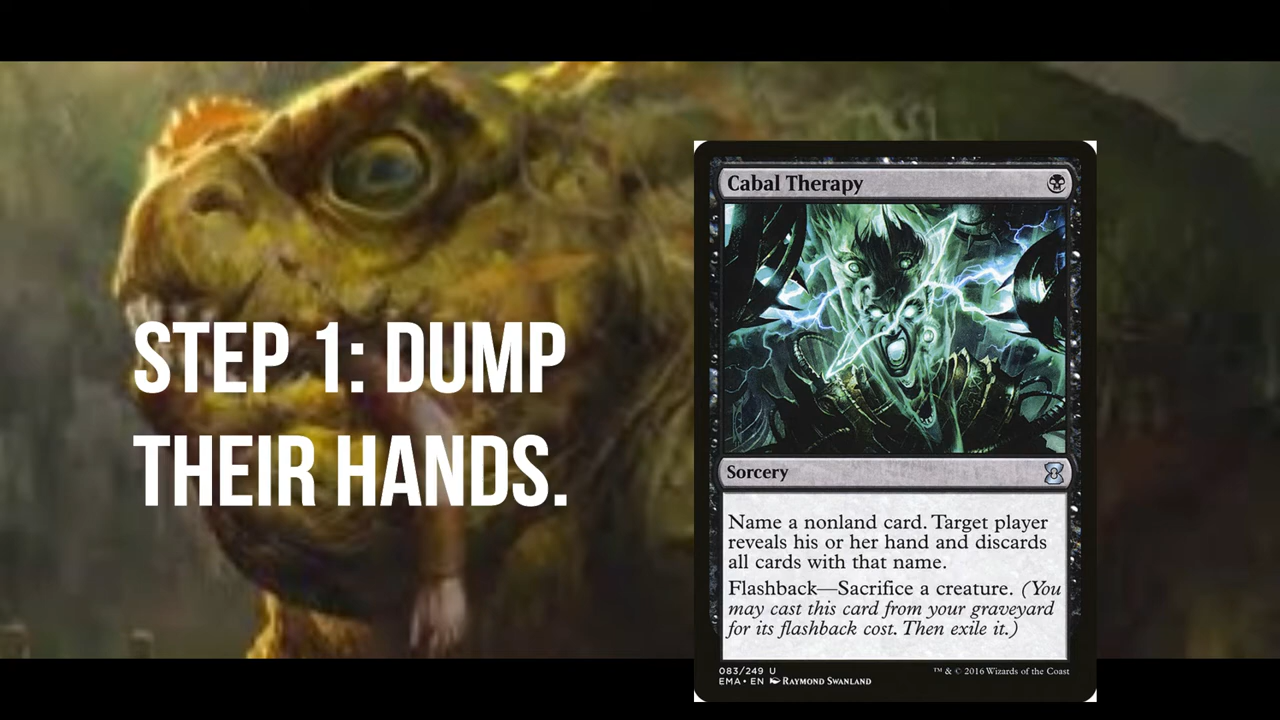 STEP 1: DUMP
THEIR HANDS.
Cabal Therapy
Sorcery
Name a nonland card. Target player
reveals his or her hand and discards
all cards with that name.
Flashback—Sacrifice a creature. (You
may cast this card from your graveyard
for its flashback cost. Then exile it.)
083/249 U
EMA • EN RAYMOND SWANLAND
™ & © 2016 Wizards of the Coast